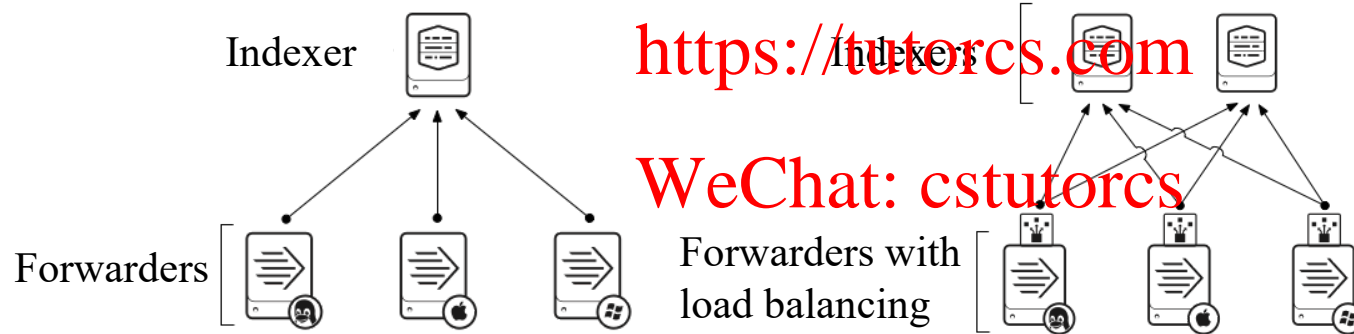 Indexer
Forwarders
https://tutorcs.com
Indexers
WeChat: cstutorcs
Forwarders with
load balancing